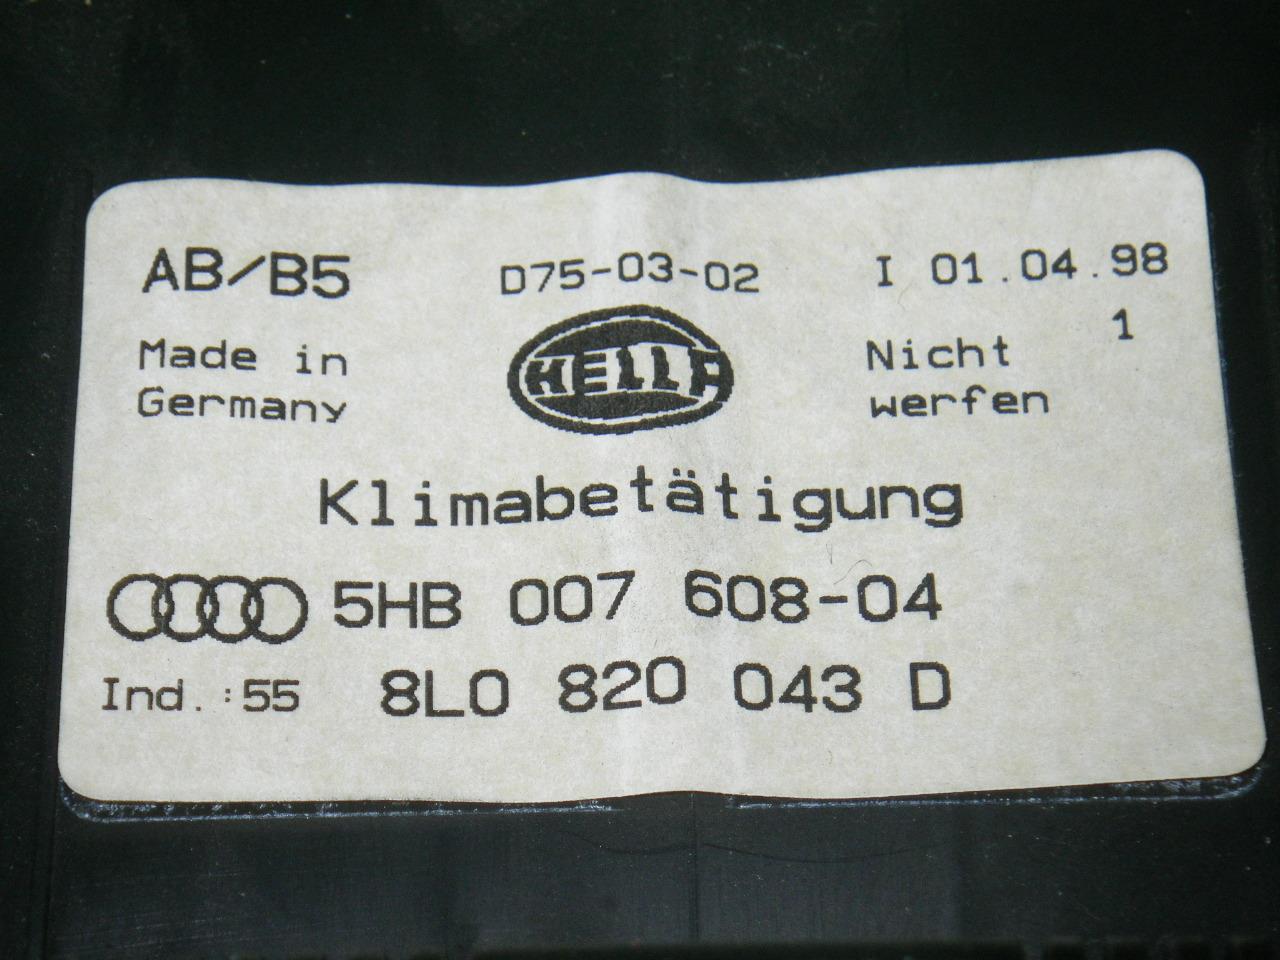 AB/B5 D75-03-02 I 01.04.98
1
Made in HELLA Nicht
Germany werfen
Klimabetätigung
5HB 007 608-04
Ind.:55 8L0 820 043 D